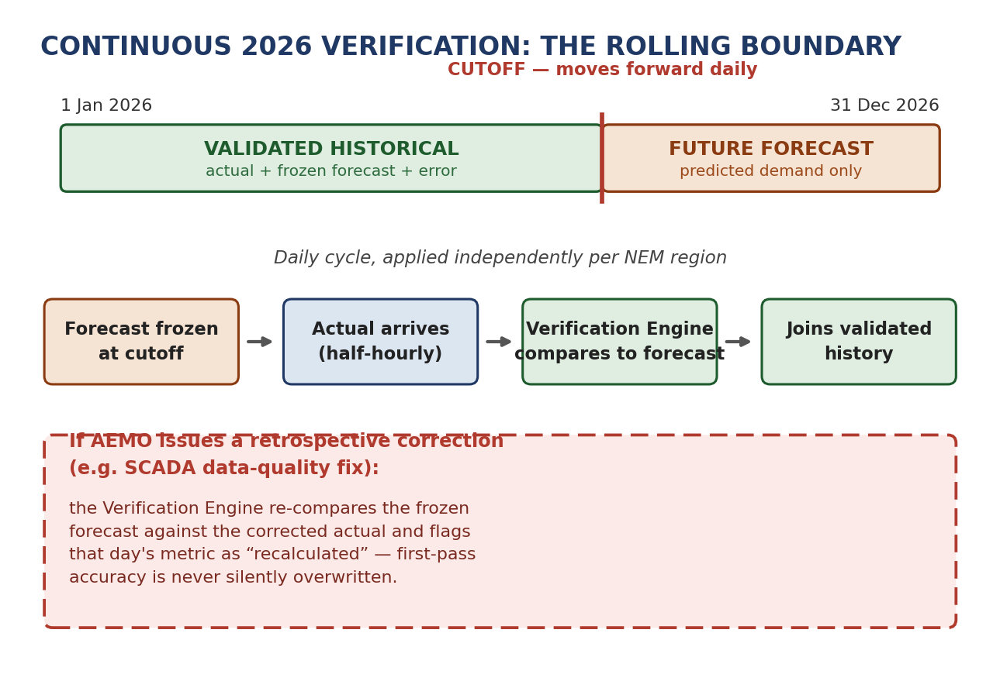 CONTINUOUS 2026 VERIFICATION: THE ROLLING BOUNDARY
CUTOFF — moves forward daily
1 Jan 2026
31 Dec 2026
VALIDATED HISTORICAL
actual + frozen forecast + error
FUTURE FORECAST
predicted demand only
Daily cycle, applied independently per NEM region
Forecast frozen
at cutoff
Actual arrives
(half-hourly)
Verification Engine
compares to forecast
Joins validated
history
If AEMO issues a retrospective correction
(e.g. SCADA data-quality fix):
the Verification Engine re-compares the frozen
forecast against the corrected actual and flags
that day's metric as “recalculated” — first-pass
accuracy is never silently overwritten.